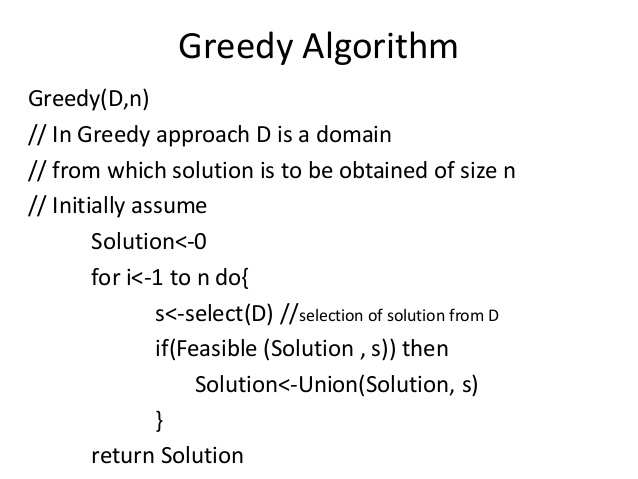 Greedy Algorithm
Greedy(D,n)
// In Greedy approach D is a domain
// from which solution is to be obtained of size n
// Initially assume
Solution<-0
for i<-1 to n do{
s<-select(D) //selection of solution from D
if(Feasible (Solution , s)) then
Solution<-Union(Solution, s)
}
return Solution